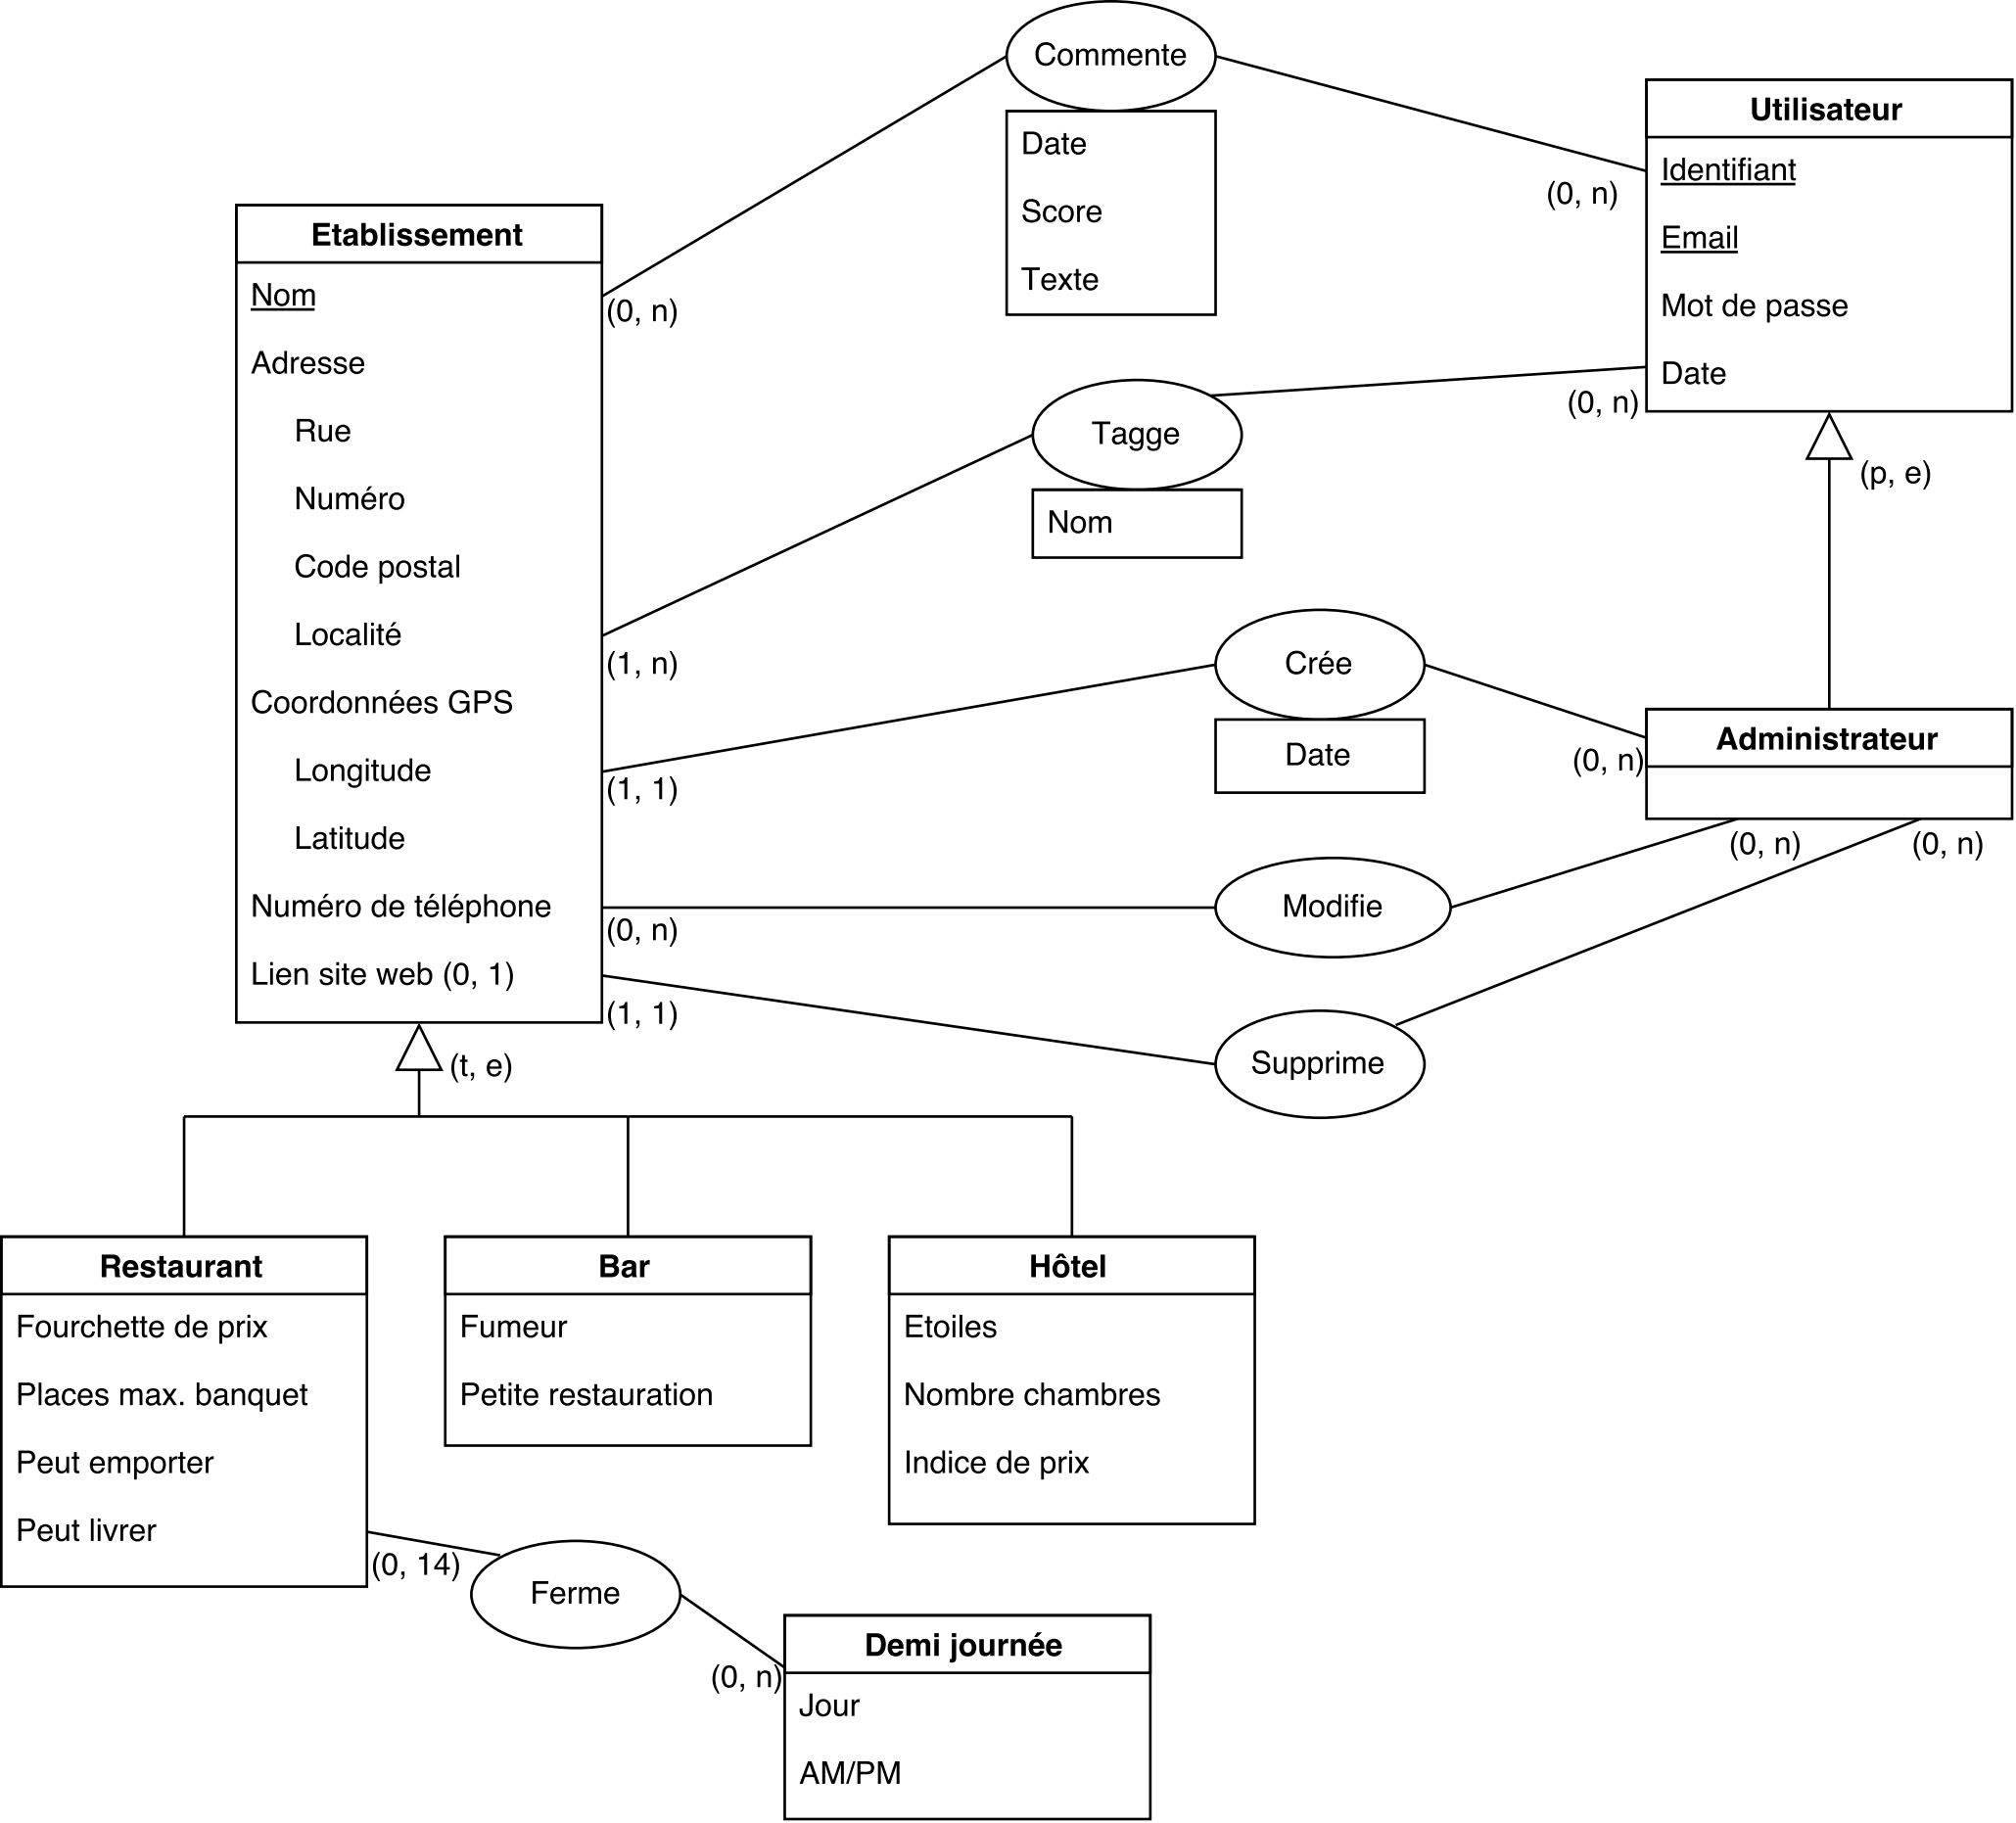 Commente
Date
Score
Texte
Utilisateur
Identifiant
Email
Mot de passe
Date
(0, n)
(0, n)
(p, e)
Etablissement
Nom
Adresse
Rue
Numéro
Code postal
Localité
Coordonnées GPS
Longitude
Latitude
Numéro de téléphone
Lien site web (0, 1)
(0, n)
(1, n)
(1, 1)
(0, n)
(1, 1)
(t, e)
Tagge
Nom
Crée
Date
(0, n)
Administrateur
(0, n)
(0, n)
Modifie
Supprime
Restaurant
Fourchette de prix
Places max. banquet
Peut emporter
Peut livrer
(0, 14)
Bar
Fumeur
Petite restauration
Hôtel
Etoiles
Nombre chambres
Indice de prix
Ferme
(0, n)
Demi journée
Jour
AM/PM